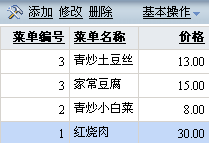 添加 修改 删除 基本操作
菜单编号 菜单名称 价格
3 青炒土豆丝 13.00
3 家常豆腐 15.00
2 青炒小白菜 8.00
1 红烧肉 30.00